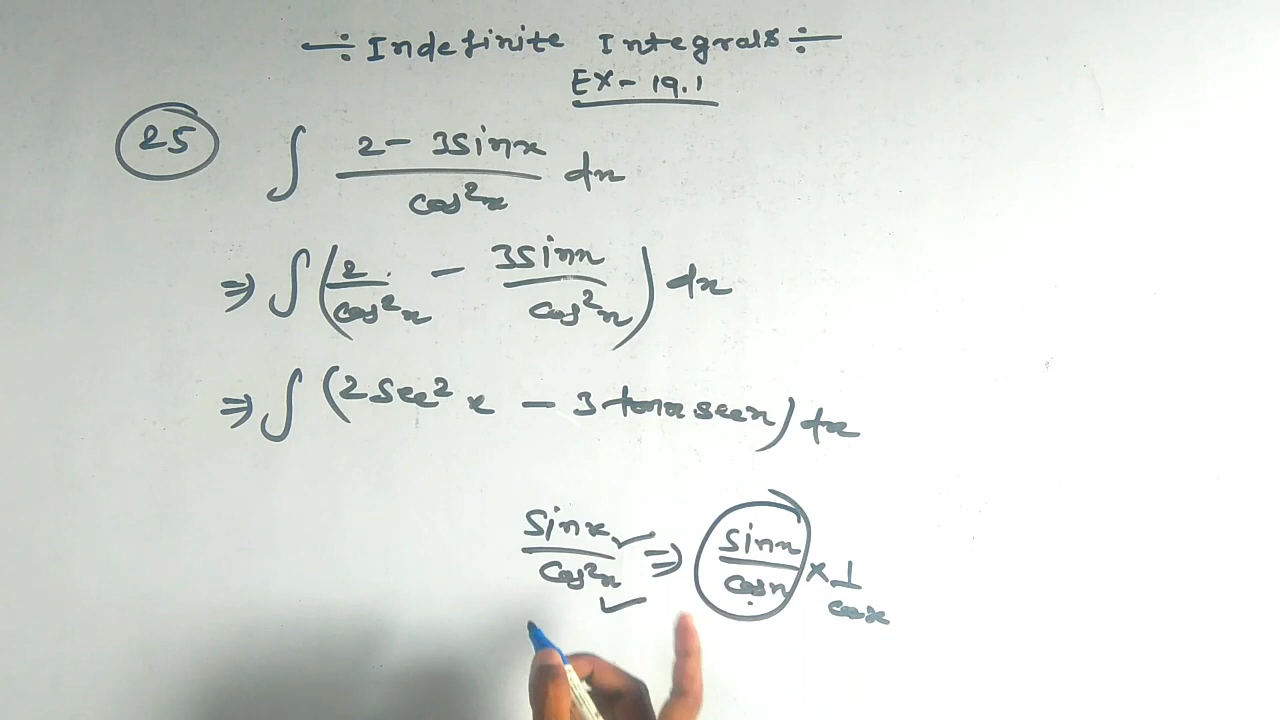 ÷ Indefinite Integrals ÷
EX- 19.1
25 ∫ (2 - 3sinx)/(cos²x) dx
⇒ ∫ (2/(cos²x) - 3sinx/(cos²x)) dx
⇒ ∫ (2sec²x - 3 tanx secx) dx
sinx/cos²x ⇒ sinx/cosx × 1/cosx